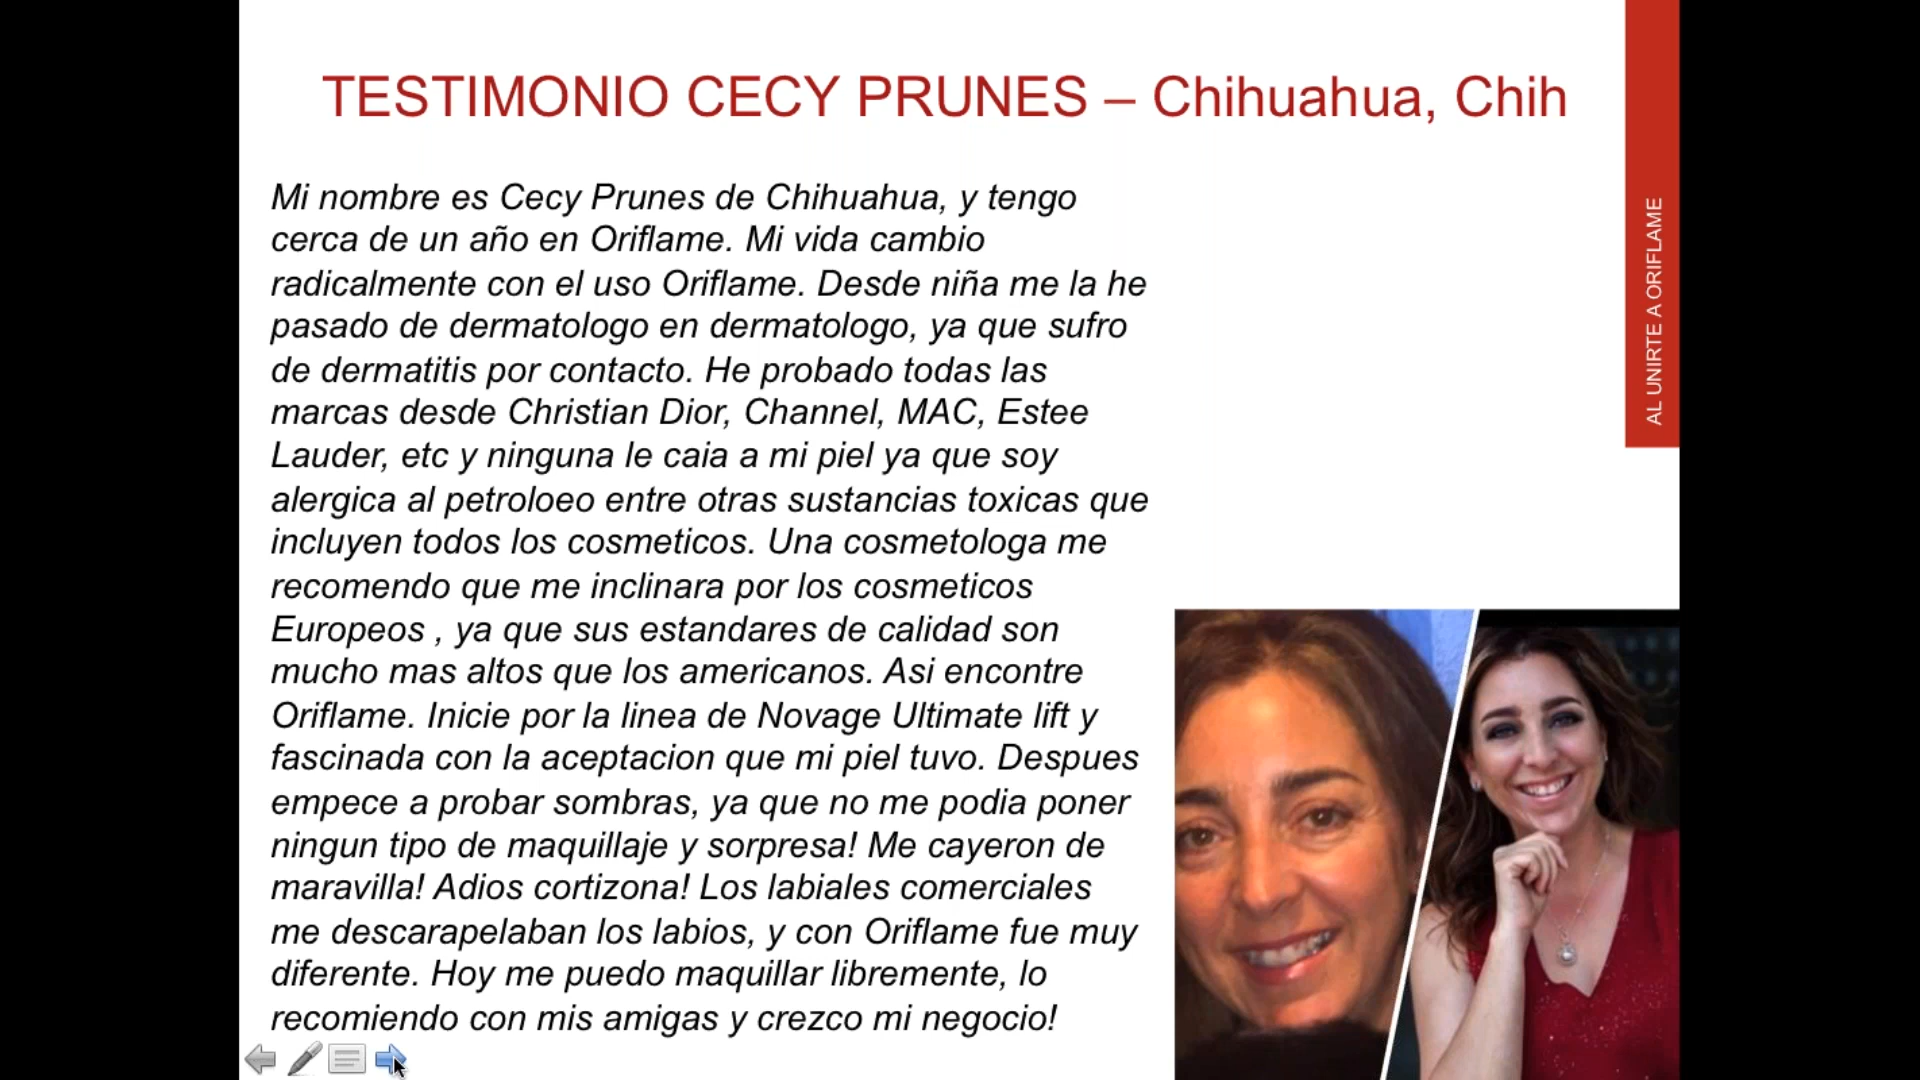 TESTIMONIO CECY PRUNES – Chihuahua, Chih
Mi nombre es Cecy Prunes de Chihuahua, y tengo
cerca de un año en Oriflame. Mi vida cambio
radicalmente con el uso Oriflame. Desde niña me la he
pasado de dermatologo en dermatologo, ya que sufro
de dermatitis por contacto. He probado todas las
marcas desde Christian Dior, Channel, MAC, Estee
Lauder, etc y ninguna le caia a mi piel ya que soy
alergica al petroloeo entre otras sustancias toxicas que
incluyen todos los cosmeticos. Una cosmetologa me
recomendo que me inclinara por los cosmeticos
Europeos , ya que sus estandares de calidad son
mucho mas altos que los americanos. Asi encontre
Oriflame. Inicie por la linea de Novage Ultimate lift y
fascinada con la aceptacion que mi piel tuvo. Despues
empece a probar sombras, ya que no me podia poner
ningun tipo de maquillaje y sorpresa! Me cayeron de
maravilla! Adios cortizona! Los labiales comerciales
me descarapelaban los labios, y con Oriflame fue muy
diferente. Hoy me puedo maquillar libremente, lo
recomiendo con mis amigas y crezco mi negocio!
AL UNIRTE A ORIFLAME